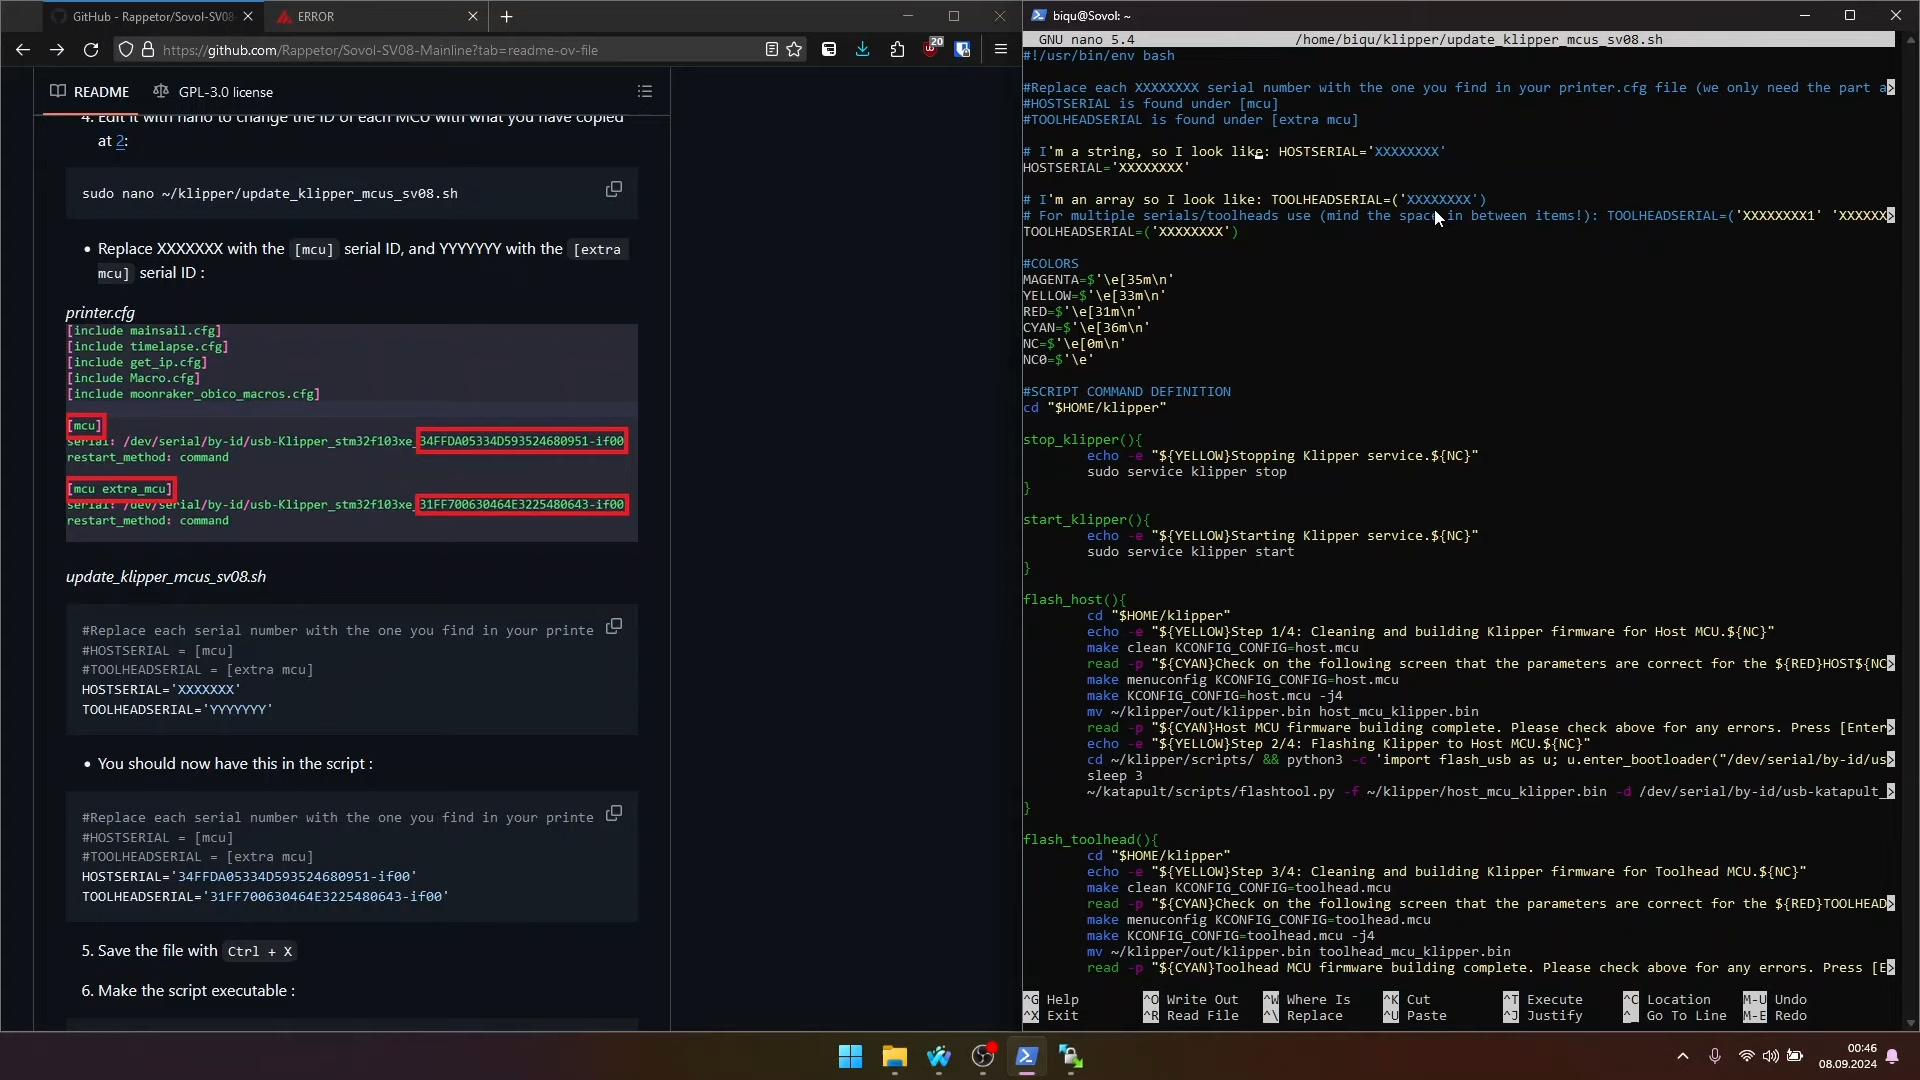 GitHub - Rappetor/Sovol-SV08-
ERROR
https://github.com/Rappetor/Sovol-SV08-Mainline?tab=readme-ov-file
20
README
GPL-3.0 license
4. Edit it with nano to change the ID of each MCU with what you have copied
at 2:
sudo nano ~/klipper/update_klipper_mcus_sv08.sh
• Replace XXXXXXX with the [mcu] serial ID, and YYYYYYY with the [extra
mcu] serial ID :
printer.cfg
[include mainsail.cfg]
[include timelapse.cfg]
[include get_ip.cfg]
[include Macro.cfg]
[include moonraker_obico_macros.cfg]
[mcu]
serial: /dev/serial/by-id/usb-Klipper_stm32f103xe_34FFDA05334D593524680951-if00
restart_method: command
[mcu extra_mcu]
serial: /dev/serial/by-id/usb-Klipper_stm32f103xe_31FF700630464E3225480643-if00
restart_method: command
update_klipper_mcus_sv08.sh
#Replace each serial number with the one you find in your printe
#HOSTSERIAL = [mcu]
#TOOLHEADSERIAL = [extra mcu]
HOSTSERIAL='XXXXXXX'
TOOLHEADSERIAL='YYYYYYY'
• You should now have this in the script :
#Replace each serial number with the one you find in your printe
#HOSTSERIAL = [mcu]
#TOOLHEADSERIAL = [extra mcu]
HOSTSERIAL='34FFDA05334D593524680951-if00'
TOOLHEADSERIAL='31FF700630464E3225480643-if00'
5. Save the file with Ctrl + X
6. Make the script executable :
biqu@Sovol: ~
GNU nano 5.4 /home/biqu/klipper/update_klipper_mcus_sv08.sh
#!/usr/bin/env bash
#Replace each XXXXXXXX serial number with the one you find in your printer.cfg file (we only need the part a>
#HOSTSERIAL is found under [mcu]
#TOOLHEADSERIAL is found under [extra mcu]
# I'm a string, so I look like: HOSTSERIAL='XXXXXXXX'
HOSTSERIAL='XXXXXXXX'
# I'm an array so I look like: TOOLHEADSERIAL=('XXXXXXXX')
# For multiple serials/toolheads use (mind the space in between items!): TOOLHEADSERIAL=('XXXXXXXX1' 'XXXXXX>
TOOLHEADSERIAL=('XXXXXXXX')
#COLORS
MAGENTA=$'\e[35m\n'
YELLOW=$'\e[33m\n'
RED=$'\e[31m\n'
CYAN=$'\e[36m\n'
NC=$'\e[0m\n'
NC0=$'\e'
#SCRIPT COMMAND DEFINITION
cd "$HOME/klipper"
stop_klipper(){
echo -e "${YELLOW}Stopping Klipper service.${NC}"
sudo service klipper stop
}
start_klipper(){
echo -e "${YELLOW}Starting Klipper service.${NC}"
sudo service klipper start
}
flash_host(){
cd "$HOME/klipper"
echo -e "${YELLOW}Step 1/4: Cleaning and building Klipper firmware for Host MCU.${NC}"
make clean KCONFIG_CONFIG=host.mcu
read -p "${CYAN}Check on the following screen that the parameters are correct for the ${RED}HOST${NC>
make menuconfig KCONFIG_CONFIG=host.mcu
make KCONFIG_CONFIG=host.mcu -j4
mv ~/klipper/out/klipper.bin host_mcu_klipper.bin
read -p "${CYAN}Host MCU firmware building complete. Please check above for any errors. Press [Enter>
echo -e "${YELLOW}Step 2/4: Flashing Klipper to Host MCU.${NC}"
cd ~/klipper/scripts/ && python3 -c 'import flash_usb as u; u.enter_bootloader("/dev/serial/by-id/us>
sleep 3
~/katapult/scripts/flashtool.py -f ~/klipper/host_mcu_klipper.bin -d /dev/serial/by-id/usb-katapult_>
}
flash_toolhead(){
cd "$HOME/klipper"
echo -e "${YELLOW}Step 3/4: Cleaning and building Klipper firmware for Toolhead MCU.${NC}"
make clean KCONFIG_CONFIG=toolhead.mcu
read -p "${CYAN}Check on the following screen that the parameters are correct for the ${RED}TOOLHEAD>
make menuconfig KCONFIG_CONFIG=toolhead.mcu
make KCONFIG_CONFIG=toolhead.mcu -j4
mv ~/klipper/out/klipper.bin toolhead_mcu_klipper.bin
read -p "${CYAN}Toolhead MCU firmware building complete. Please check above for any errors. Press [E>
^G Help ^O Write Out ^W Where Is ^K Cut ^T Execute ^C Location M-U Undo
^X Exit ^R Read File ^\ Replace ^U Paste ^J Justify ^_ Go To Line M-E Redo
00:46
08.09.2024